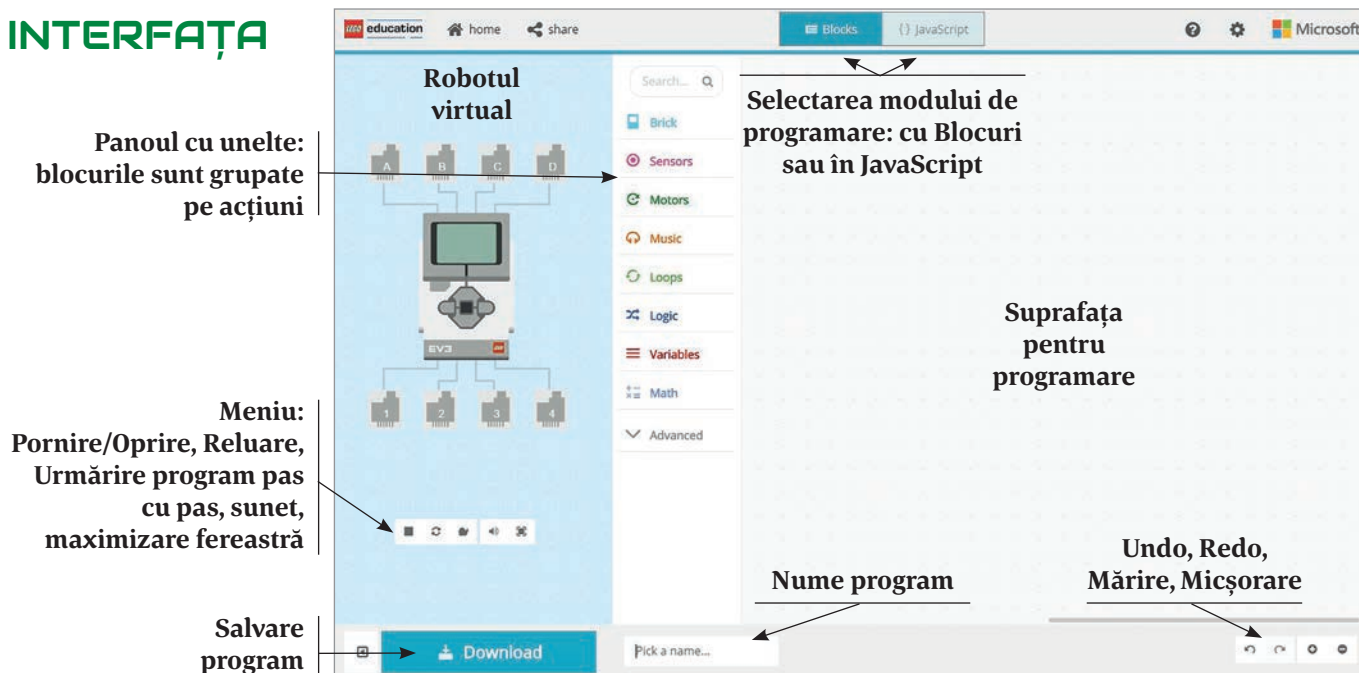 INTERFAȚA
LEGO education home share Blocks {} JavaScript Microsoft
Robotul
virtual
Panoul cu unelte:
blocurile sunt grupate
pe acțiuni
A B C D
EV3
1 2 3 4
Meniu:
Pornire/Oprire, Reluare,
Urmărire program pas
cu pas, sunet,
maximizare fereastră
Salvare
program
Download
Search...
Brick
Sensors
Motors
Music
Loops
Logic
Variables
Math
Advanced
Selectarea modului de
programare: cu Blocuri
sau în JavaScript
Suprafața
pentru
programare
Nume program
Pick a name...
Undo, Redo,
Mărire, Micșorare